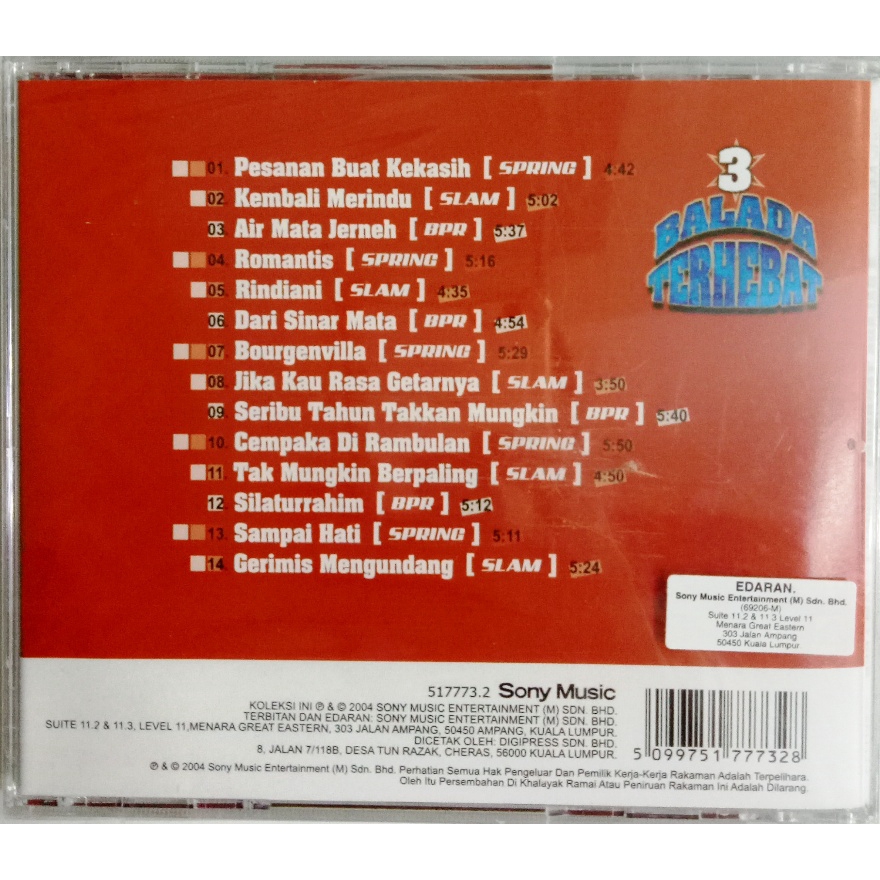 01. Pesanan Buat Kekasih [ SPRING ] 4:42
02. Kembali Merindu [ SLAM ] 5:02
03. Air Mata Jerneh [ BPR ] 5:37
04. Romantis [ SPRING ] 5:16
05. Rindiani [ SLAM ] 4:35
06. Dari Sinar Mata [ BPR ] 4:54
07. Bourgenvilla [ SPRING ] 5:29
08. Jika Kau Rasa Getarnya [ SLAM ] 3:50
09. Seribu Tahun Takkan Mungkin [ BPR ] 5:40
10. Cempaka Di Rambulan [ SPRING ] 5:50
11. Tak Mungkin Berpaling [ SLAM ] 4:50
12. Silaturrahim [ BPR ] 5:12
13. Sampai Hati [ SPRING ] 5:11
14. Gerimis Mengundang [ SLAM ] 5:24
3
BALADA
TERHEBAT
EDARAN.
Sony Music Entertainment (M) Sdn. Bhd.
(69206-M)
Suite 11.2 & 11.3 Level 11
Menara Great Eastern
303 Jalan Ampang
50450 Kuala Lumpur.
517773.2 Sony Music
KOLEKSI INI ℗ & © 2004 SONY MUSIC ENTERTAINMENT (M) SDN. BHD.
TERBITAN DAN EDARAN: SONY MUSIC ENTERTAINMENT (M) SDN. BHD.
SUITE 11.2 & 11.3, LEVEL 11,MENARA GREAT EASTERN, 303 JALAN AMPANG, 50450 AMPANG, KUALA LUMPUR.
DICETAK OLEH: DIGIPRESS SDN. BHD.
8, JALAN 7/118B, DESA TUN RAZAK, CHERAS, 56000 KUALA LUMPUR.
5 099751 777328
℗ & © 2004 Sony Music Entertainment (M) Sdn. Bhd. Perhatian Semua Hak Pengeluar Dan Pemilik Kerja-Kerja Rakaman Adalah Terpelihara.
Oleh Itu Persembahan Di Khalayak Ramai Atau Peniruan Rakaman Ini Adalah Dilarang.